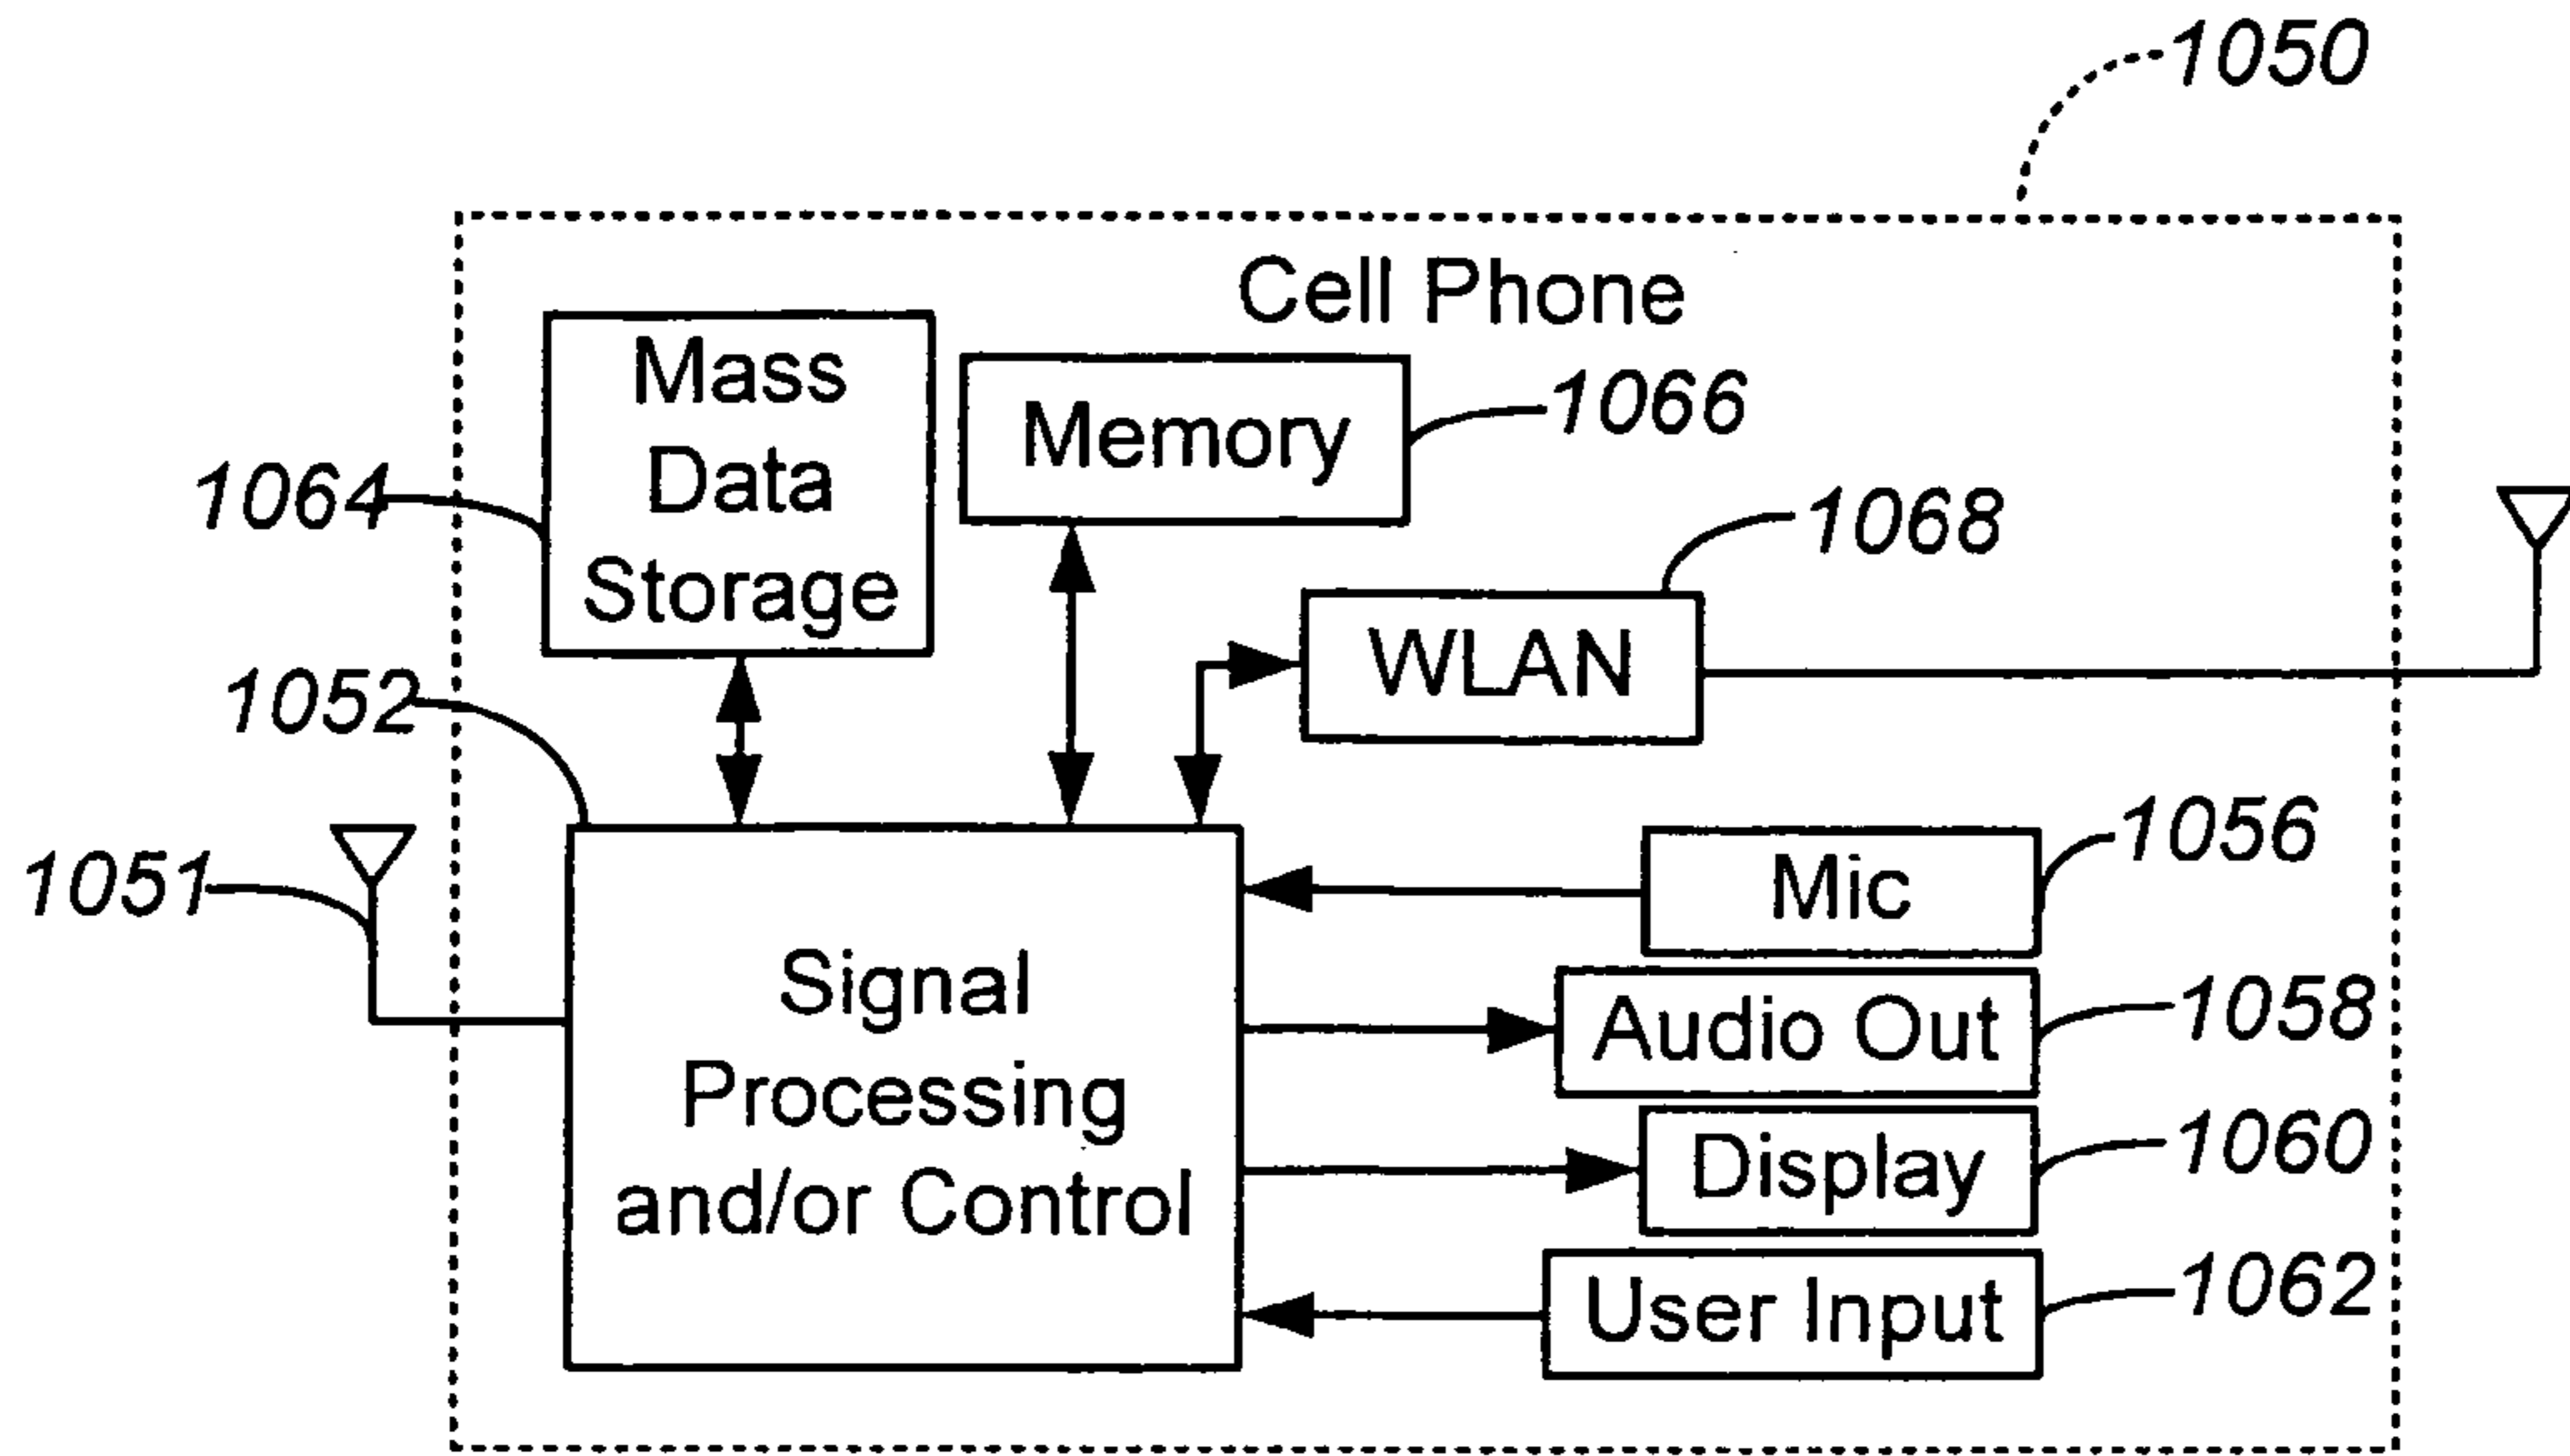 1050
Cell Phone
Mass
Data
Storage
Memory
1066
1064
1068
WLAN
1052
1056
Mic
1051
Signal
Processing
and/or Control
Audio Out
1058
Display
1060
User Input
1062